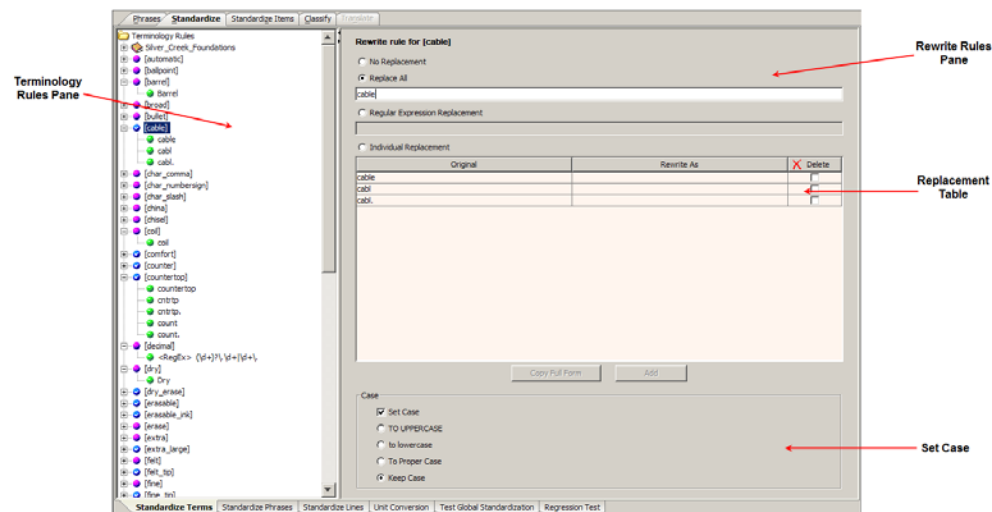 Phrases Standardize Standardize Items Classify Translate
Terminology Rules
Silver_Creek_Foundations
[automatic]
[ballpoint]
[barrel]
Barrel
[broad]
[bullet]
[cable]
cable
cabl
cabl.
[char_comma]
[char_numbersign]
[char_slash]
[china]
[chisel]
[coil]
coil
[comfort]
[counter]
[countertop]
countertop
cntrtp
cntrtp.
count
count.
[decimal]
[dry]
Dry
[dry_erase]
[erasable]
[erasable_ink]
[erase]
[extra]
[extra_large]
[felt]
[felt_tip]
[fine]
[fine_tip]
Terminology
Rules Pane
Rewrite rule for [cable]
No Replacement
Replace All
cable
Regular Expression Replacement
Individual Replacement
Original Rewrite As Delete
cable
cabl
cabl.
Copy Full Form Add
Case
Set Case
TO UPPERCASE
to lowercase
To Proper Case
Keep Case
Rewrite Rules
Pane
Replacement
Table
Set Case
Standardize Terms Standardize Phrases Standardize Lines Unit Conversion Test Global Standardization Regression Test